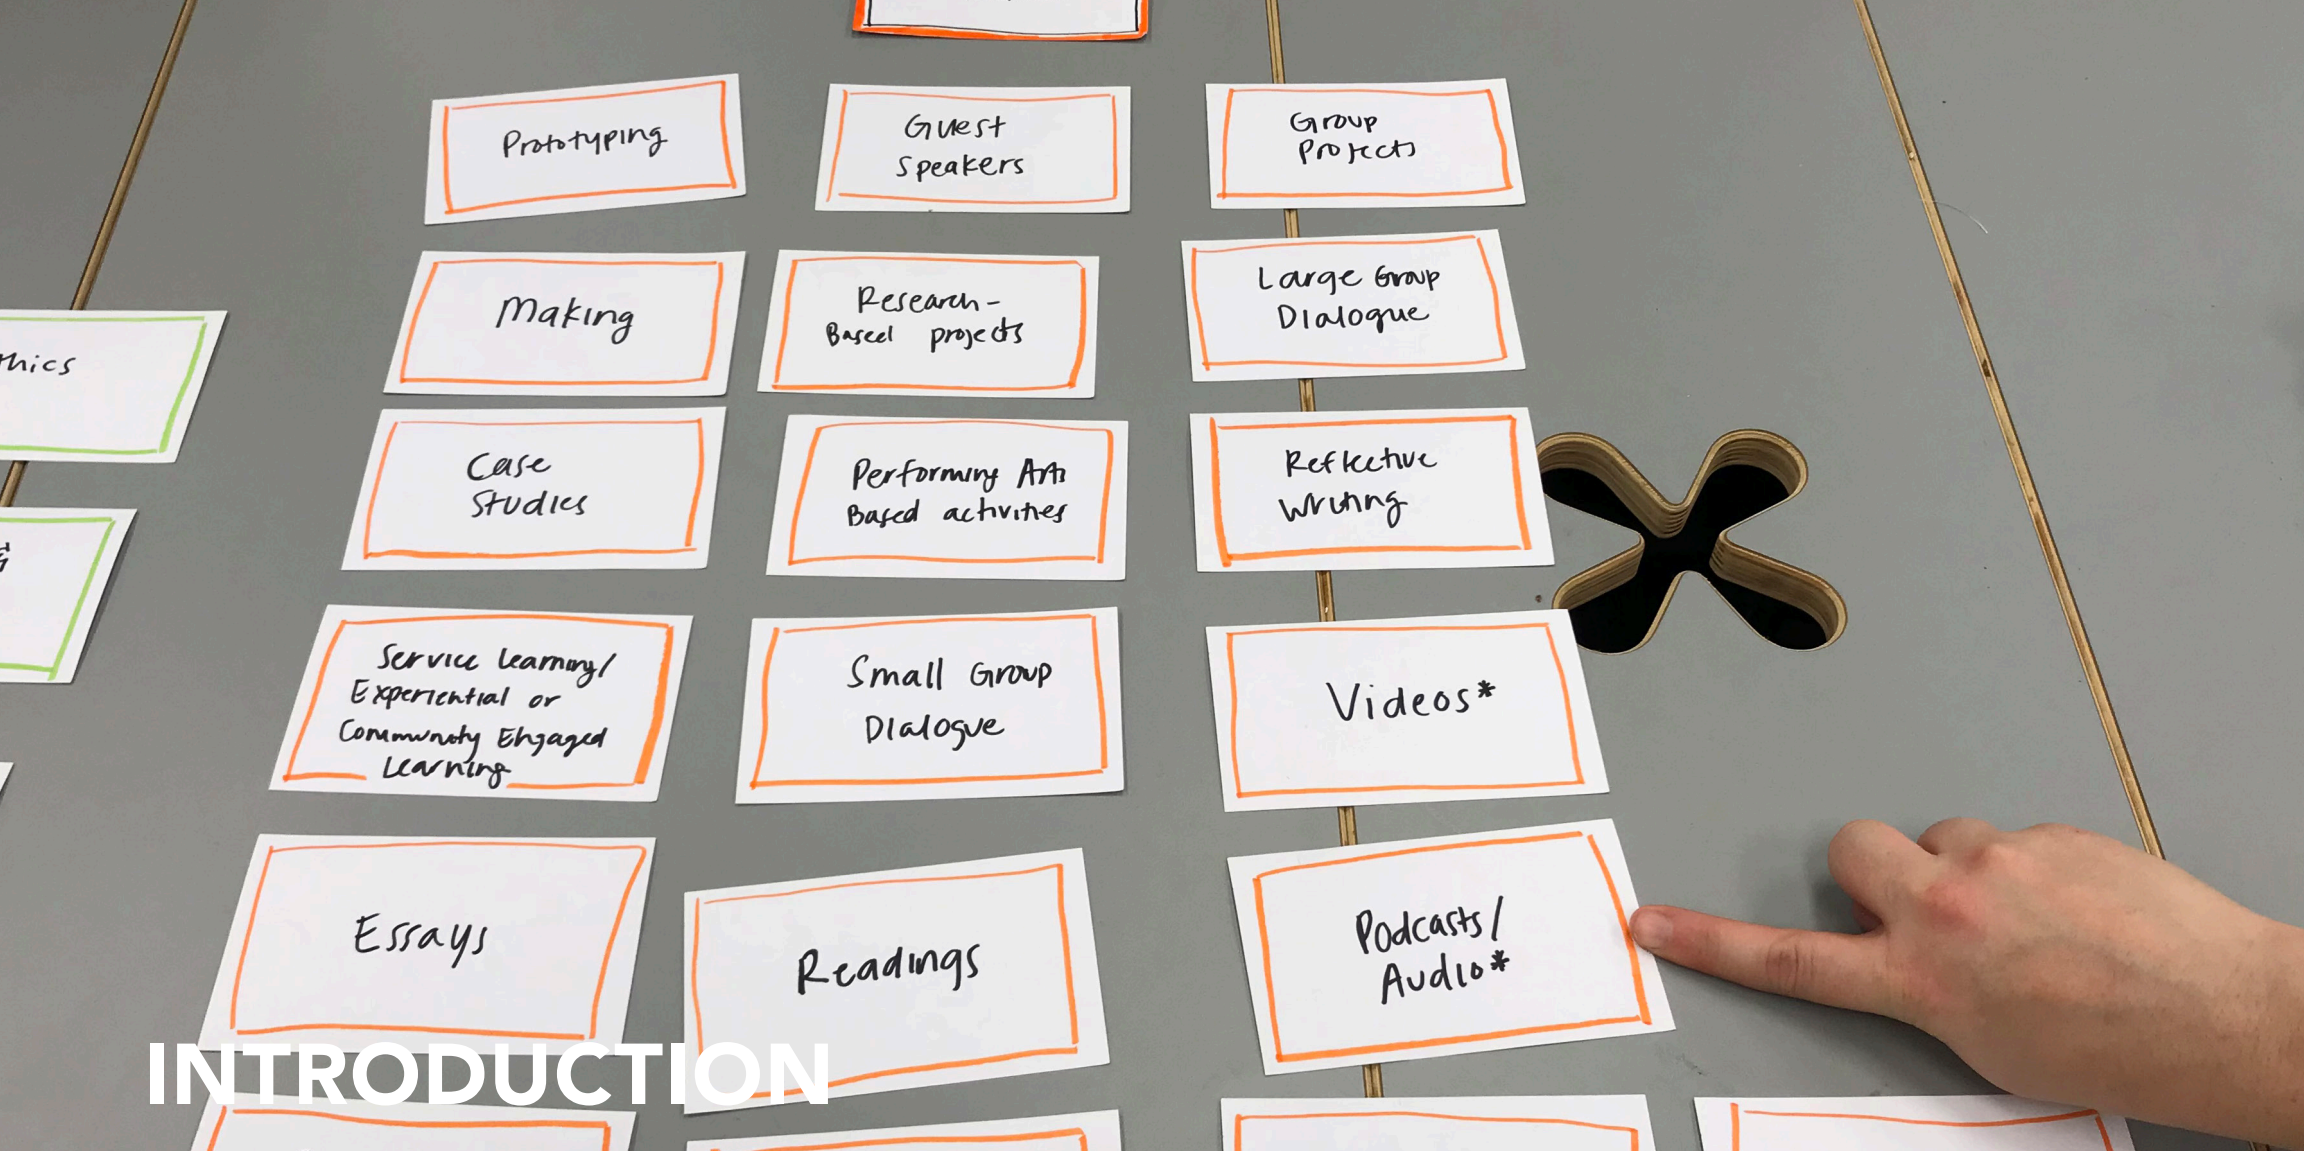 Prototyping
Guest
Speakers
Group
Projects
Making
Research-
Based projects
Large Group
Dialogue
thics
Case
Studies
Performing Arts
Based activities
Reflective
Writing
Service learning/
Experiential or
Community Engaged
Learning
Small Group
Dialogue
Videos*
Essays
Readings
Podcasts/
Audio*
INTRODUCTION